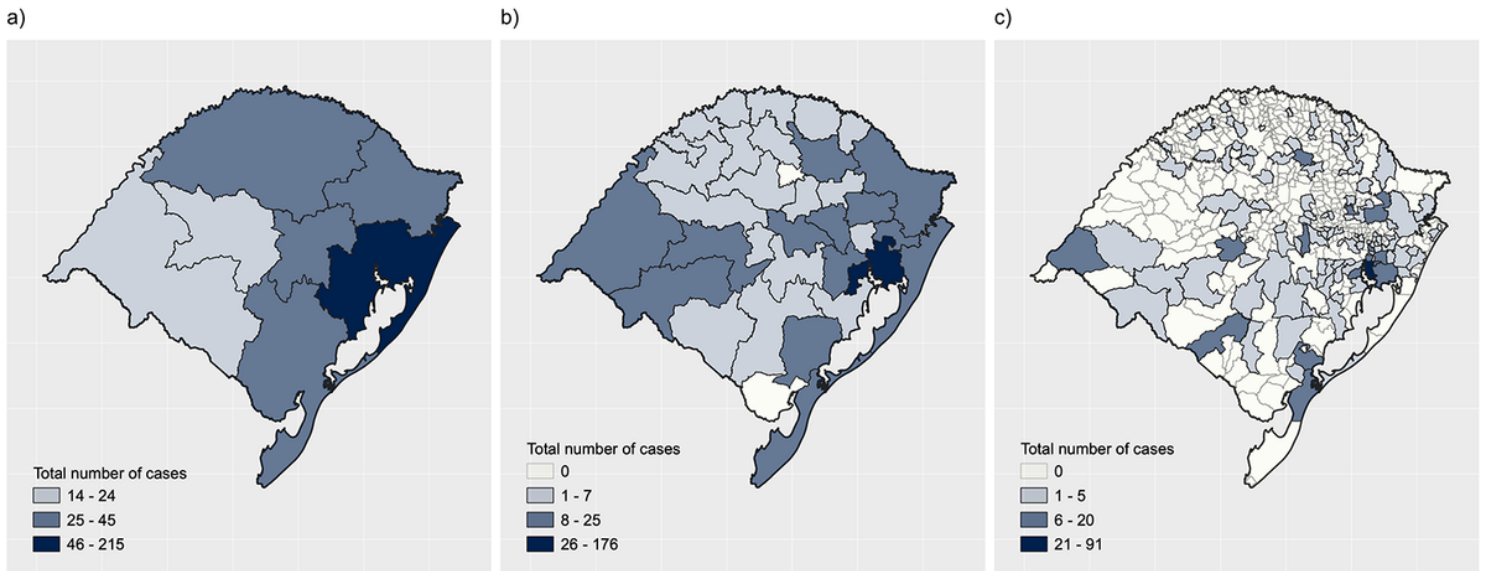 a)
b)
c)
Total number of cases
14 - 24
25 - 45
46 - 215
Total number of cases
0
1 - 7
8 - 25
26 - 176
Total number of cases
0
1 - 5
6 - 20
21 - 91